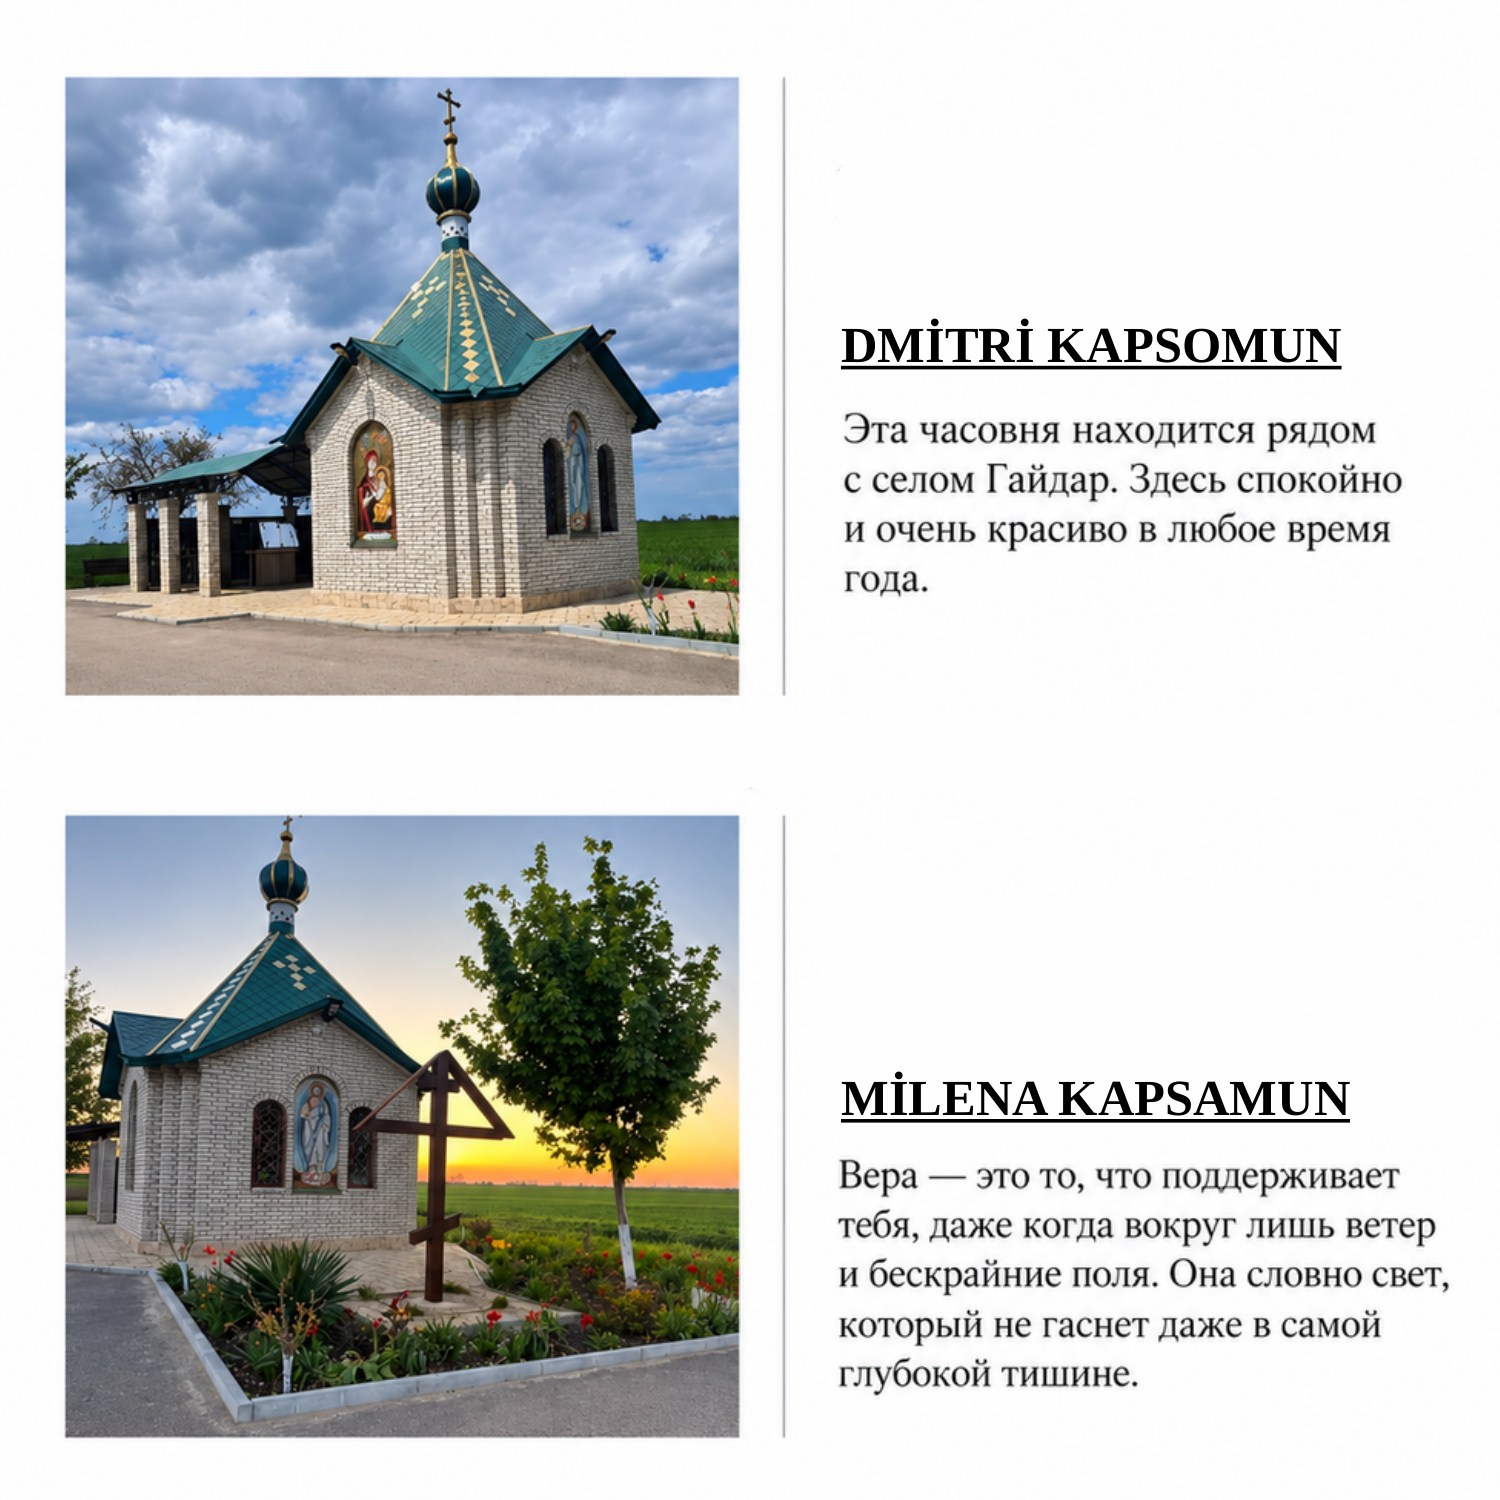 DMİTRİ KAPSOMUN
Эта часовня находится рядом
с селом Гайдар. Здесь спокойно
и очень красиво в любое время
года.
MİLENA KAPSAMUN
Вера — это то, что поддерживает
тебя, даже когда вокруг лишь ветер
и бескрайние поля. Она словно свет,
который не гаснет даже в самой
глубокой тишине.